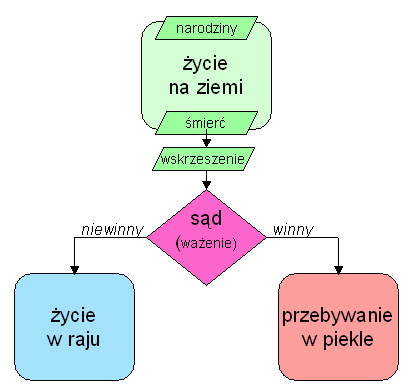 narodziny
życie
na ziemi
śmierć
wskrzeszenie
sąd
(ważenie)
niewinny
winny
życie
w raju
przebywanie
w piekle